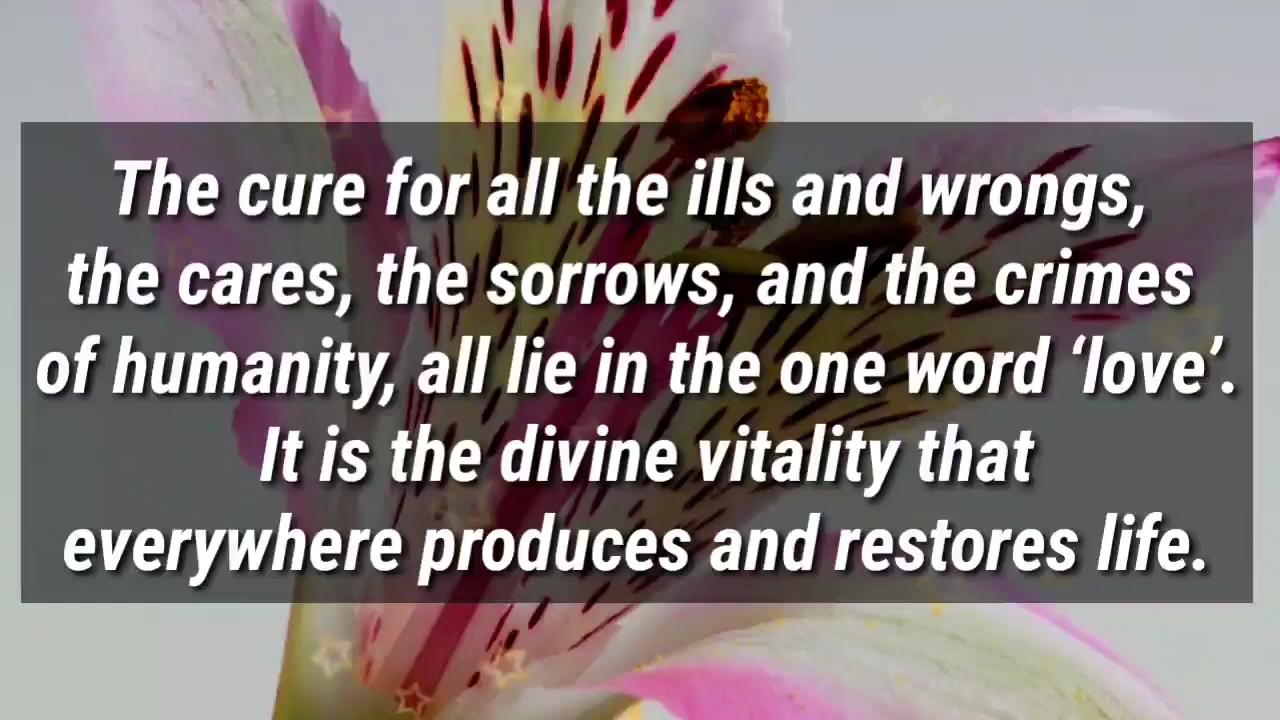 The cure for all the ills and wrongs,
the cares, the sorrows, and the crimes
of humanity, all lie in the one word ‘love’.
It is the divine vitality that
everywhere produces and restores life.